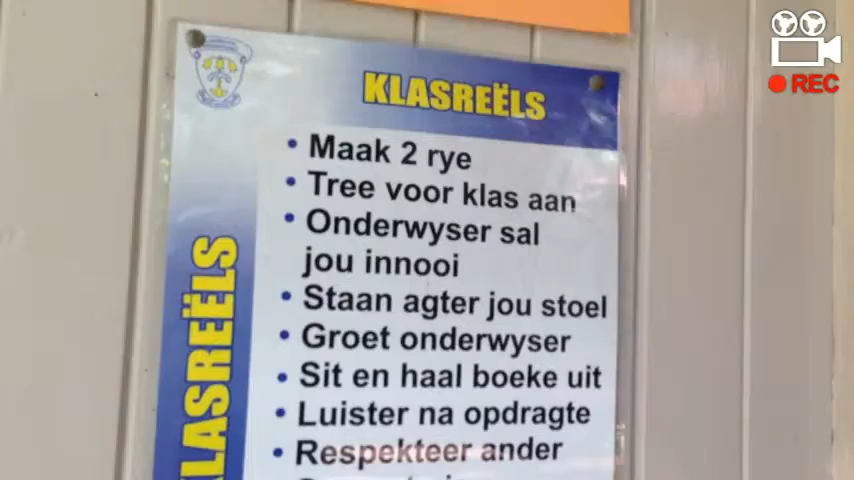 REC
KLASREËLS
• Maak 2 rye
• Tree voor klas aan
• Onderwyser sal
jou innooi
• Staan agter jou stoel
• Groet onderwyser
• Sit en haal boeke uit
• Luister na opdragte
• Respekteer ander
KLASREËLS